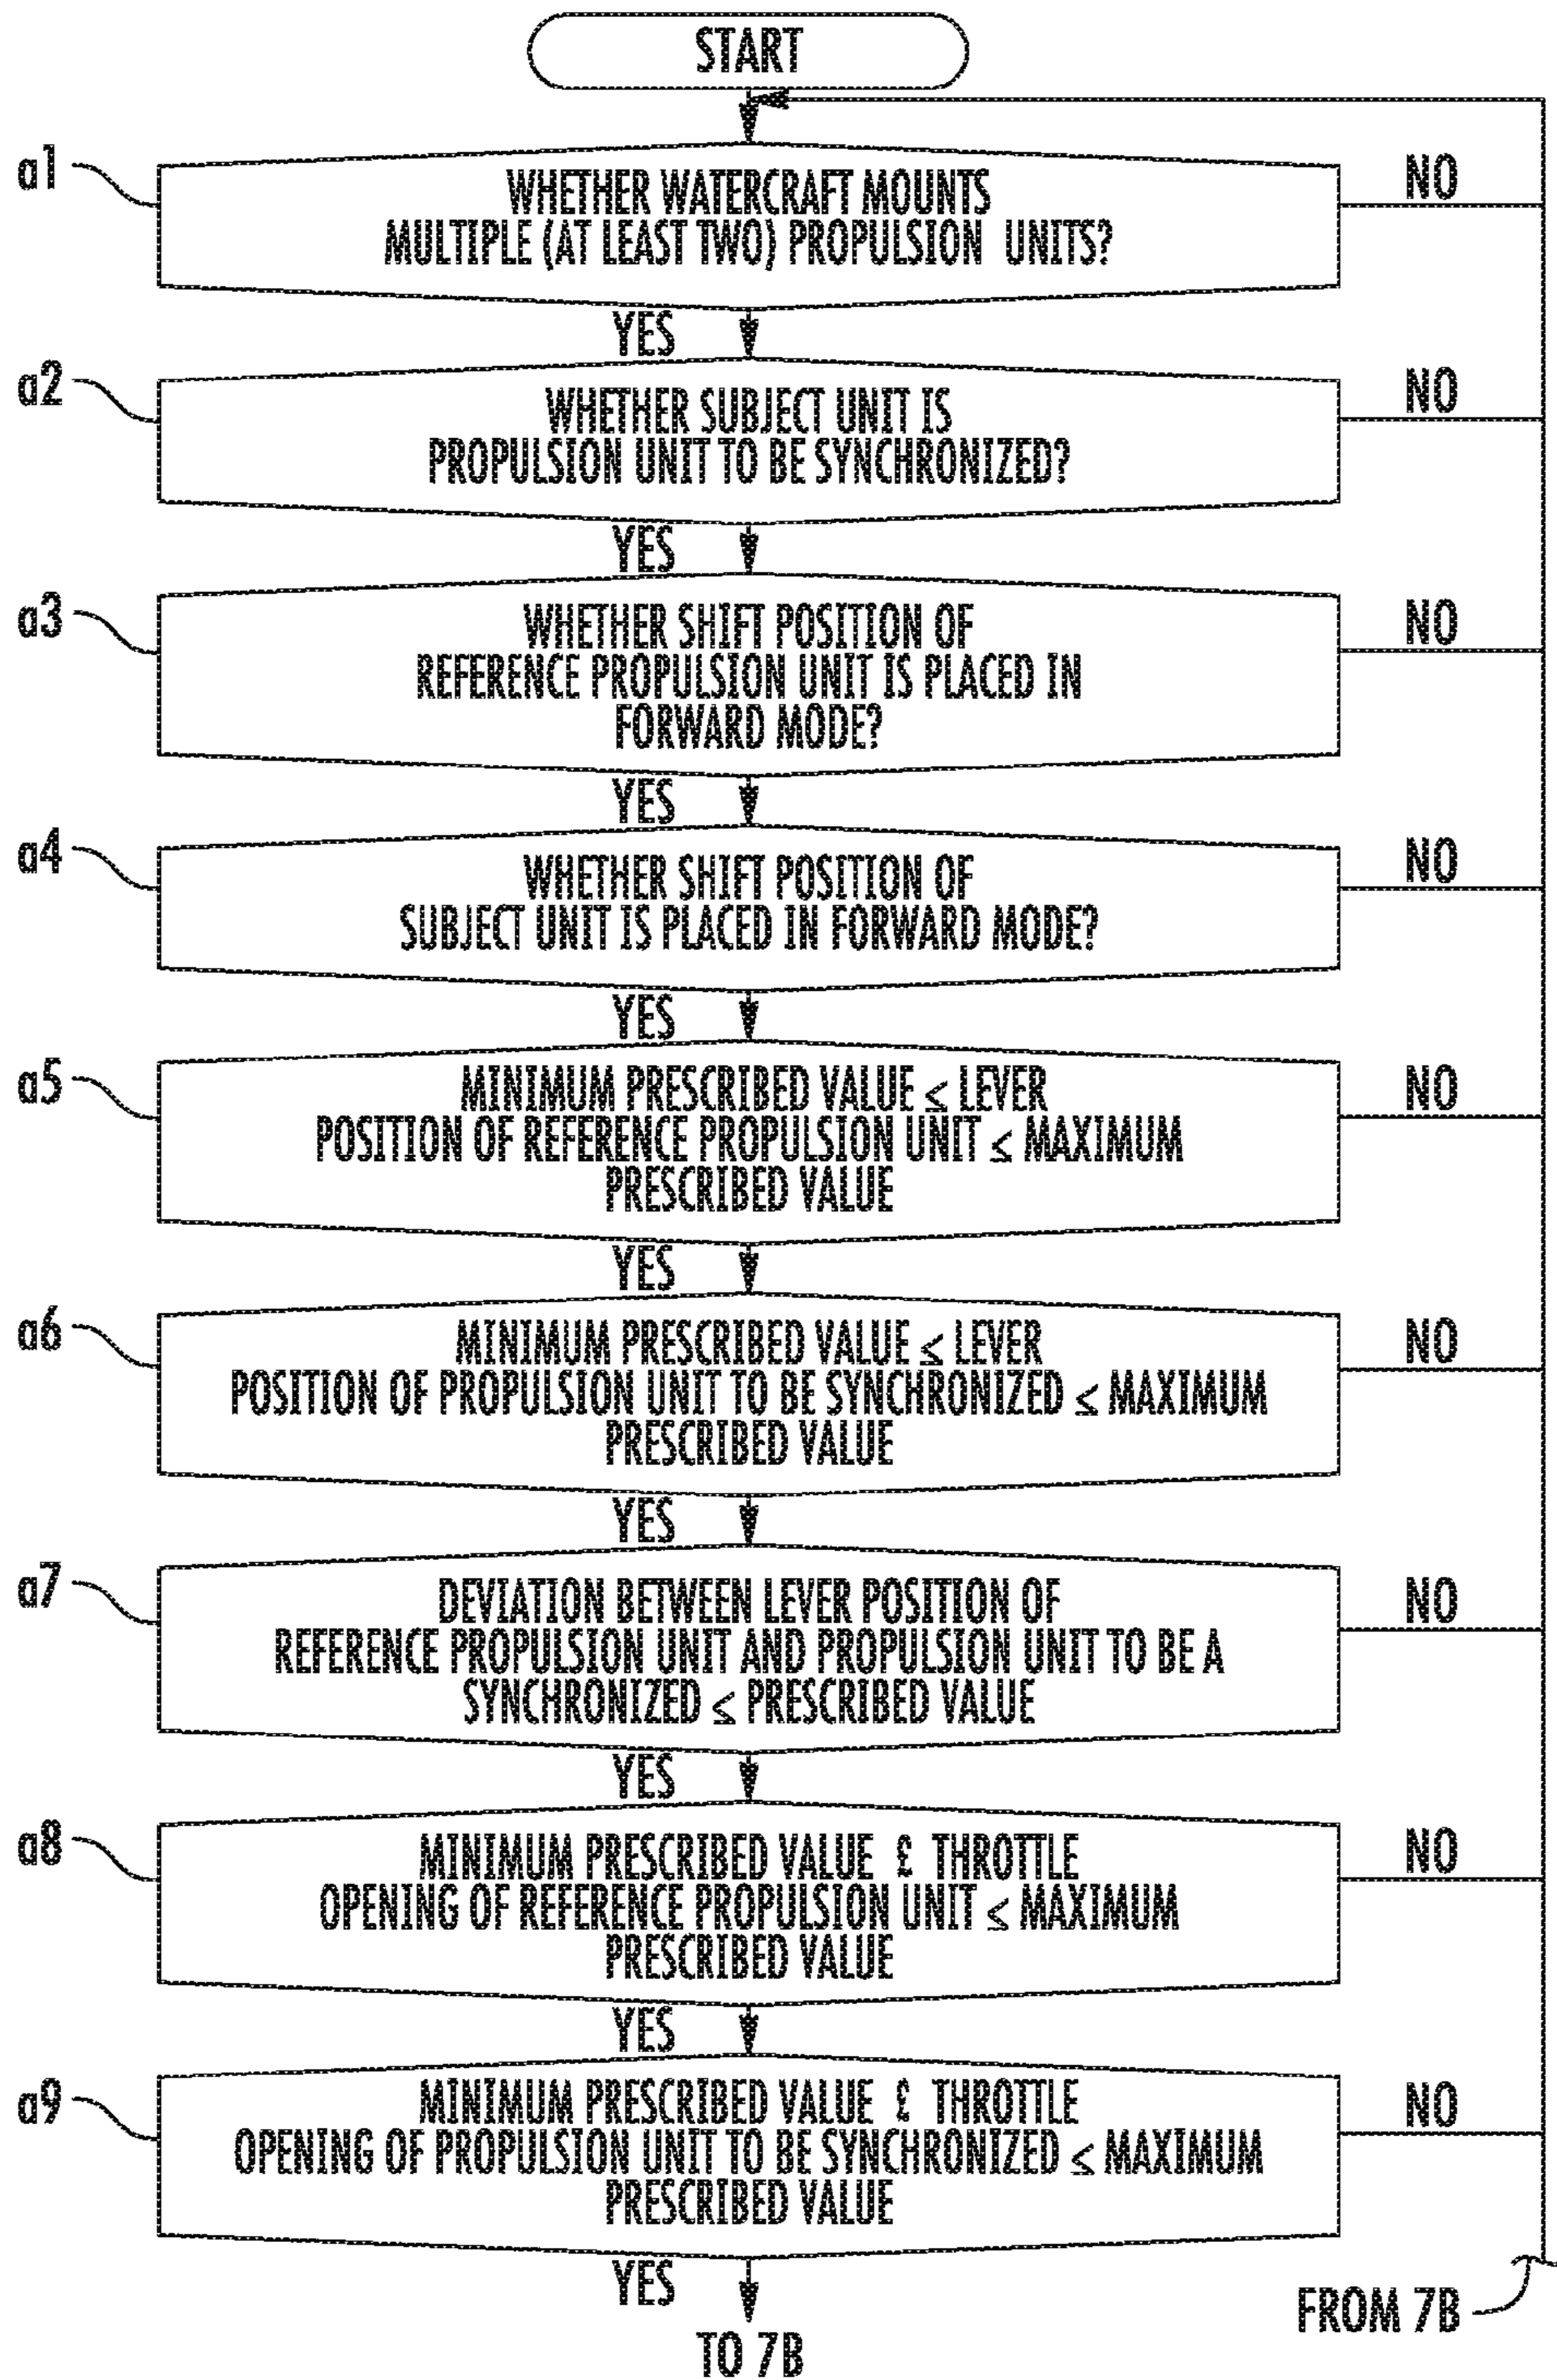 START
a1
WHETHER WATERCRAFT MOUNTS
MULTIPLE (AT LEAST TWO) PROPULSION UNITS?
NO
YES
a2
WHETHER SUBJECT UNIT IS
PROPULSION UNIT TO BE SYNCHRONIZED?
NO
YES
a3
WHETHER SHIFT POSITION OF
REFERENCE PROPULSION UNIT IS PLACED IN
FORWARD MODE?
NO
YES
a4
WHETHER SHIFT POSITION OF
SUBJECT UNIT IS PLACED IN FORWARD MODE?
NO
YES
a5
MINIMUM PRESCRIBED VALUE ≤ LEVER
POSITION OF REFERENCE PROPULSION UNIT ≤ MAXIMUM
PRESCRIBED VALUE
NO
YES
a6
MINIMUM PRESCRIBED VALUE ≤ LEVER
POSITION OF PROPULSION UNIT TO BE SYNCHRONIZED ≤ MAXIMUM
PRESCRIBED VALUE
NO
YES
a7
DEVIATION BETWEEN LEVER POSITION OF
REFERENCE PROPULSION UNIT AND PROPULSION UNIT TO BE A
SYNCHRONIZED ≤ PRESCRIBED VALUE
NO
YES
a8
MINIMUM PRESCRIBED VALUE £ THROTTLE
OPENING OF REFERENCE PROPULSION UNIT ≤ MAXIMUM
PRESCRIBED VALUE
NO
YES
a9
MINIMUM PRESCRIBED VALUE £ THROTTLE
OPENING OF PROPULSION UNIT TO BE SYNCHRONIZED ≤ MAXIMUM
PRESCRIBED VALUE
NO
YES
TO 7B
FROM 7B